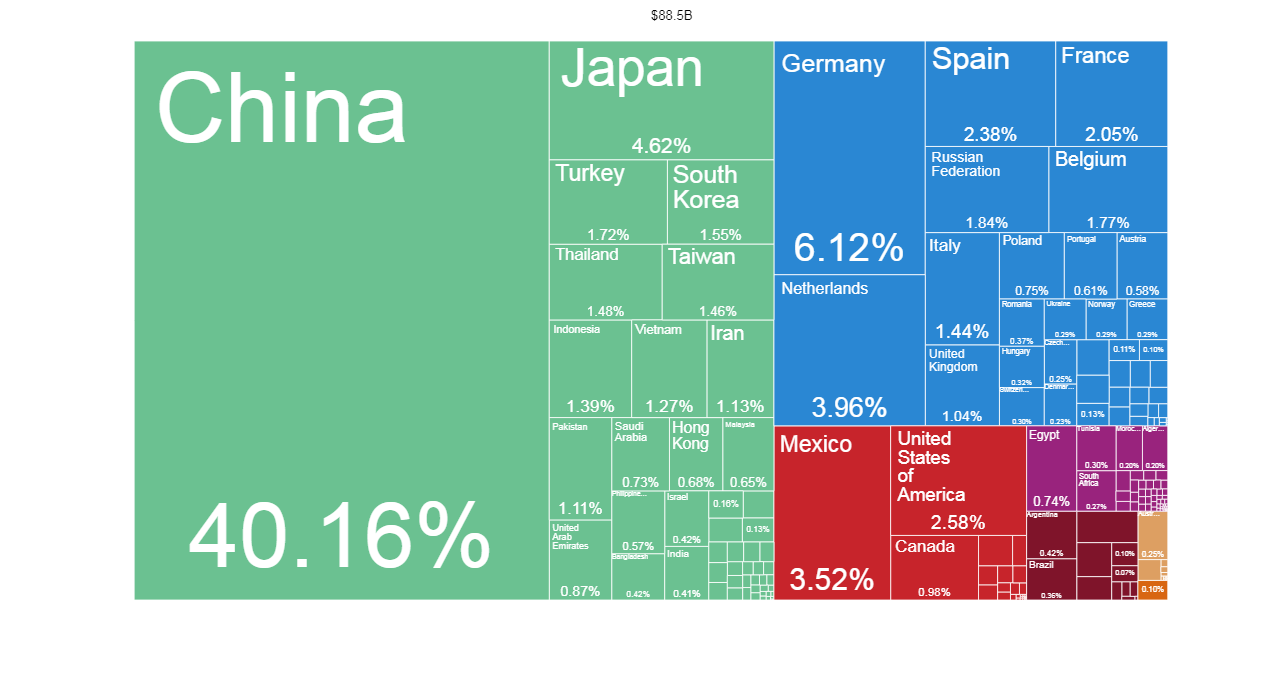 $88.5B
China
40.16%
Japan
4.62%
Turkey
1.72%
South
Korea
1.55%
Thailand
1.48%
Taiwan
1.46%
Indonesia
1.39%
Vietnam
1.27%
Iran
1.13%
Pakistan
1.11%
Saudi
Arabia
0.73%
Hong
Kong
0.68%
Malaysia
0.65%
United
Arab
Emirates
0.87%
Philippine...
0.57%
Bangladesh
0.42%
Israel
0.42%
India
0.41%
0.16%
0.13%
Germany
6.12%
Netherlands
3.96%
Spain
2.38%
France
2.05%
Russian
Federation
1.84%
Belgium
1.77%
Italy
1.44%
United
Kingdom
1.04%
Poland
0.75%
Portugal
0.61%
Austria
0.58%
Romania
0.37%
Ukraine
0.29%
Norway
0.29%
Greece
0.29%
Hungary
0.32%
Czech...
0.25%
0.30%
Denmar...
0.23%
0.13%
0.11%
0.10%
Mexico
3.52%
United
States
of
America
2.58%
Canada
0.98%
Egypt
0.74%
Tunisia
0.30%
Moroc...
0.20%
Alger...
0.20%
South
Africa
0.27%
Argentina
0.42%
Brazil
0.36%
0.10%
0.07%
0.25%
0.10%